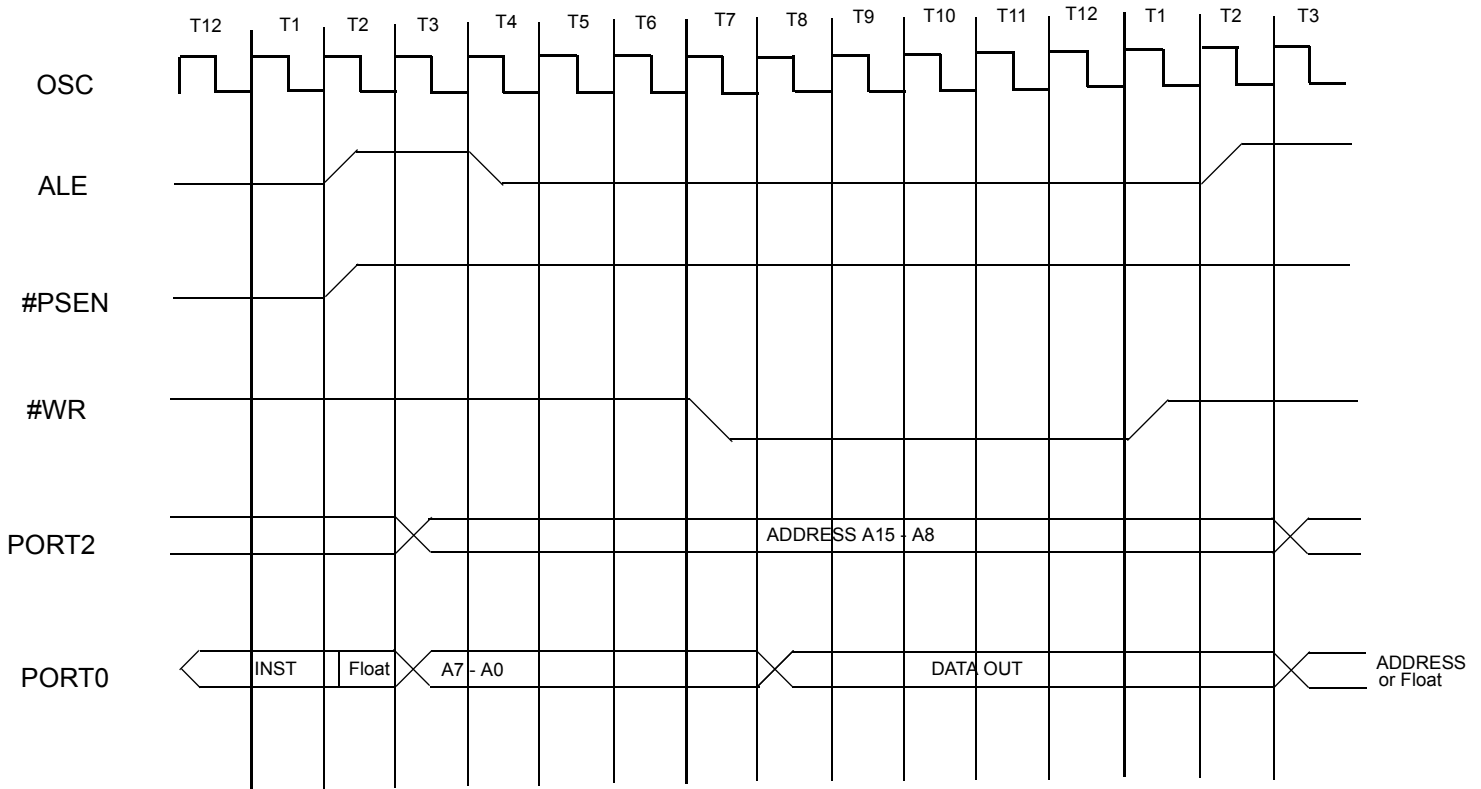 T12 T1 T2 T3 T4 T5 T6 T7 T8 T9 T10 T11 T12 T1 T2 T3
OSC
ALE
#PSEN
#WR
PORT2
ADDRESS A15 - A8
PORT0
INST
Float
A7 - A0
DATA OUT
ADDRESS
or Float